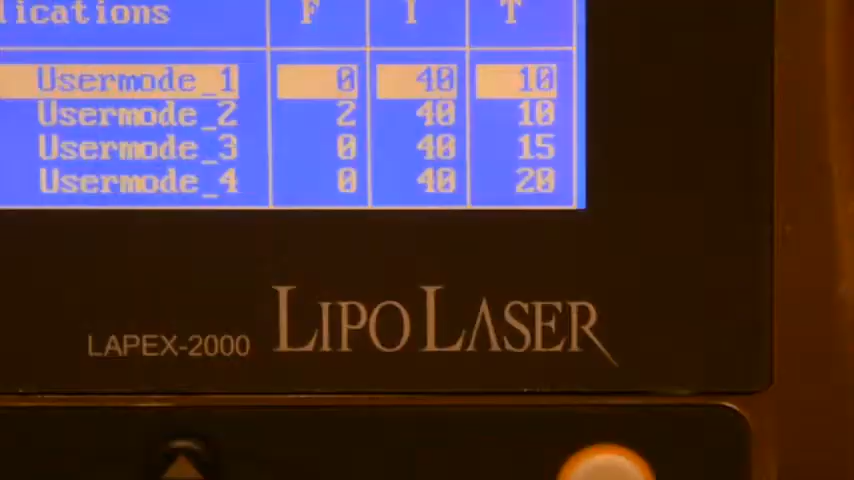 lications F Y T
Usermode_1 0 40 10
Usermode_2 2 40 10
Usermode_3 0 40 15
Usermode_4 0 40 20
LAPEX-2000 LIPO LASER